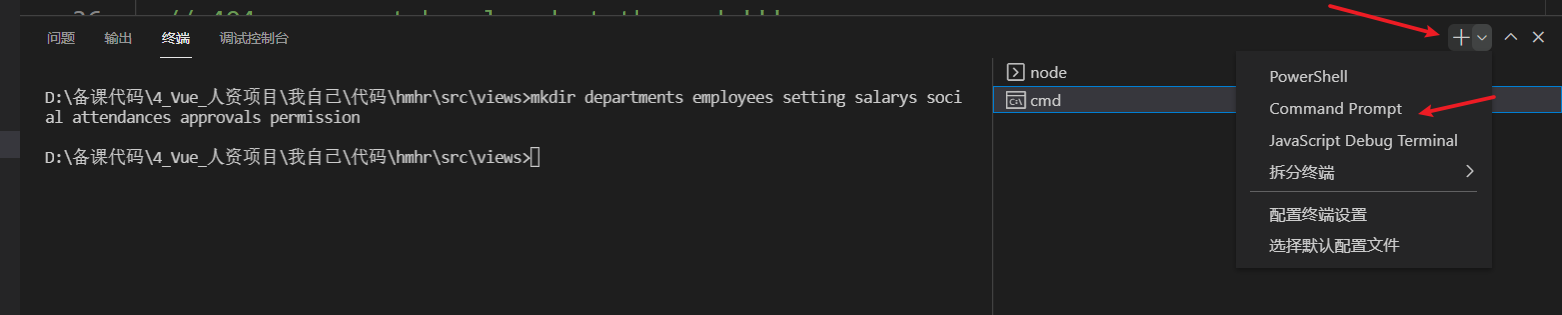 问题 输出 终端 调试控制台
node
cmd
D:\备课代码\4_Vue_人资项目\我自己\代码\hmhr\src\views>mkdir departments employees setting salarys soci
al attendances approvals permission
D:\备课代码\4_Vue_人资项目\我自己\代码\hmhr\src\views>
PowerShell
Command Prompt
JavaScript Debug Terminal
拆分终端
配置终端设置
选择默认配置文件